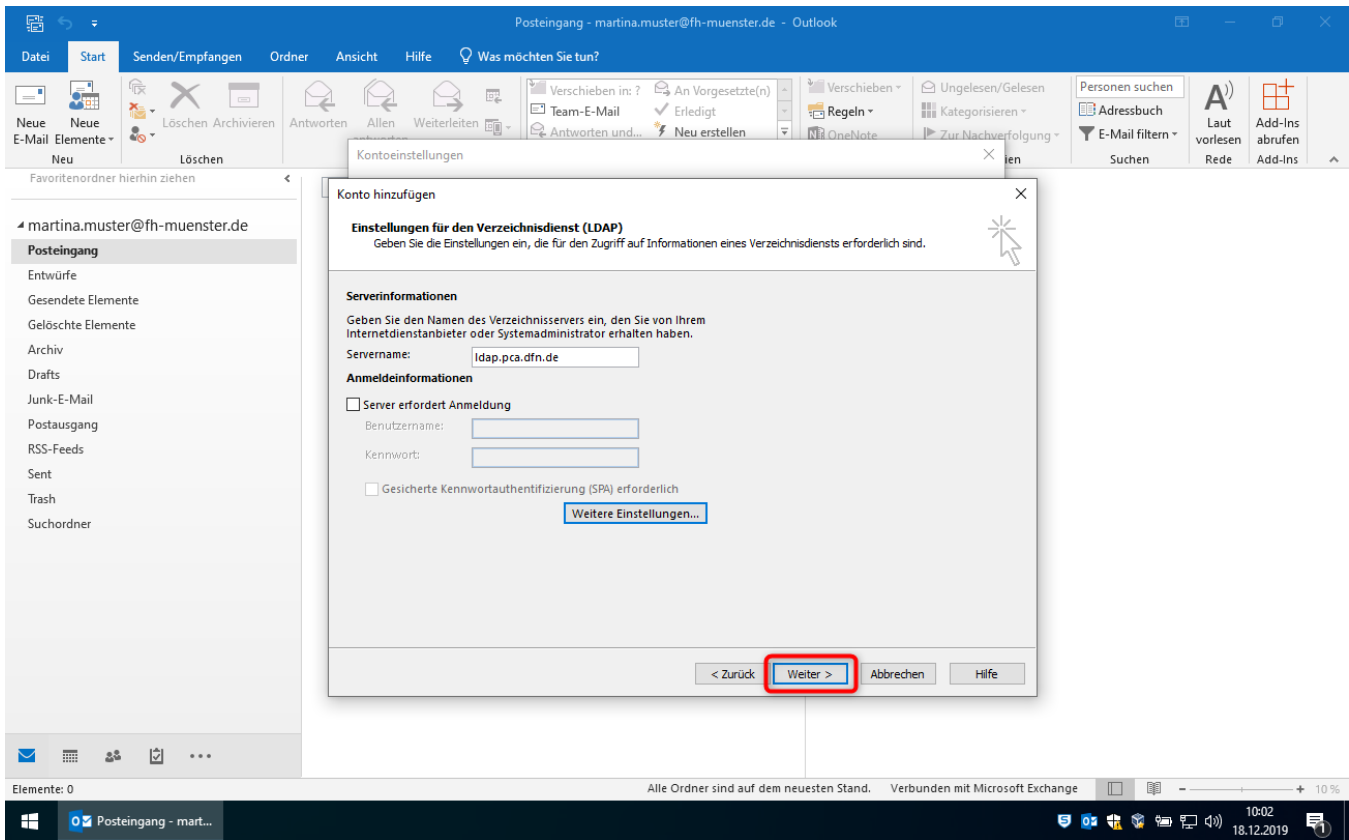 Posteingang - martina.muster@fh-muenster.de - Outlook
Datei Start Senden/Empfangen Ordner Ansicht Hilfe Was möchten Sie tun?
Neue E-Mail
Neue Elemente
Neu
Löschen Archivieren
Löschen
Antworten
Allen antworten
Weiterleiten
Verschieben in: ?
Team-E-Mail
Antworten und...
An Vorgesetzte(n)
Erledigt
Neu erstellen
Verschieben
Regeln
OneNote
Ungelesen/Gelesen
Kategorisieren
Zur Nachverfolgung
Personen suchen
Adressbuch
E-Mail filtern
Suchen
Laut vorlesen
Rede
Add-Ins abrufen
Add-Ins
Favoritenordner hierhin ziehen
martina.muster@fh-muenster.de
Posteingang
Entwürfe
Gesendete Elemente
Gelöschte Elemente
Archiv
Drafts
Junk-E-Mail
Postausgang
RSS-Feeds
Sent
Trash
Suchordner
Kontoeinstellungen
Konto hinzufügen
Einstellungen für den Verzeichnisdienst (LDAP)
Geben Sie die Einstellungen ein, die für den Zugriff auf Informationen eines Verzeichnisdiensts erforderlich sind.
Serverinformationen
Geben Sie den Namen des Verzeichnisservers ein, den Sie von Ihrem
Internetdienstanbieter oder Systemadministrator erhalten haben.
Servername: ldap.pca.dfn.de
Anmeldeinformationen
Server erfordert Anmeldung
Benutzername:
Kennwort:
Gesicherte Kennwortauthentifizierung (SPA) erforderlich
Weitere Einstellungen...
< Zurück Weiter > Abbrechen Hilfe
Elemente: 0
Alle Ordner sind auf dem neuesten Stand. Verbunden mit Microsoft Exchange
10 %
Posteingang - mart...
10:02
18.12.2019